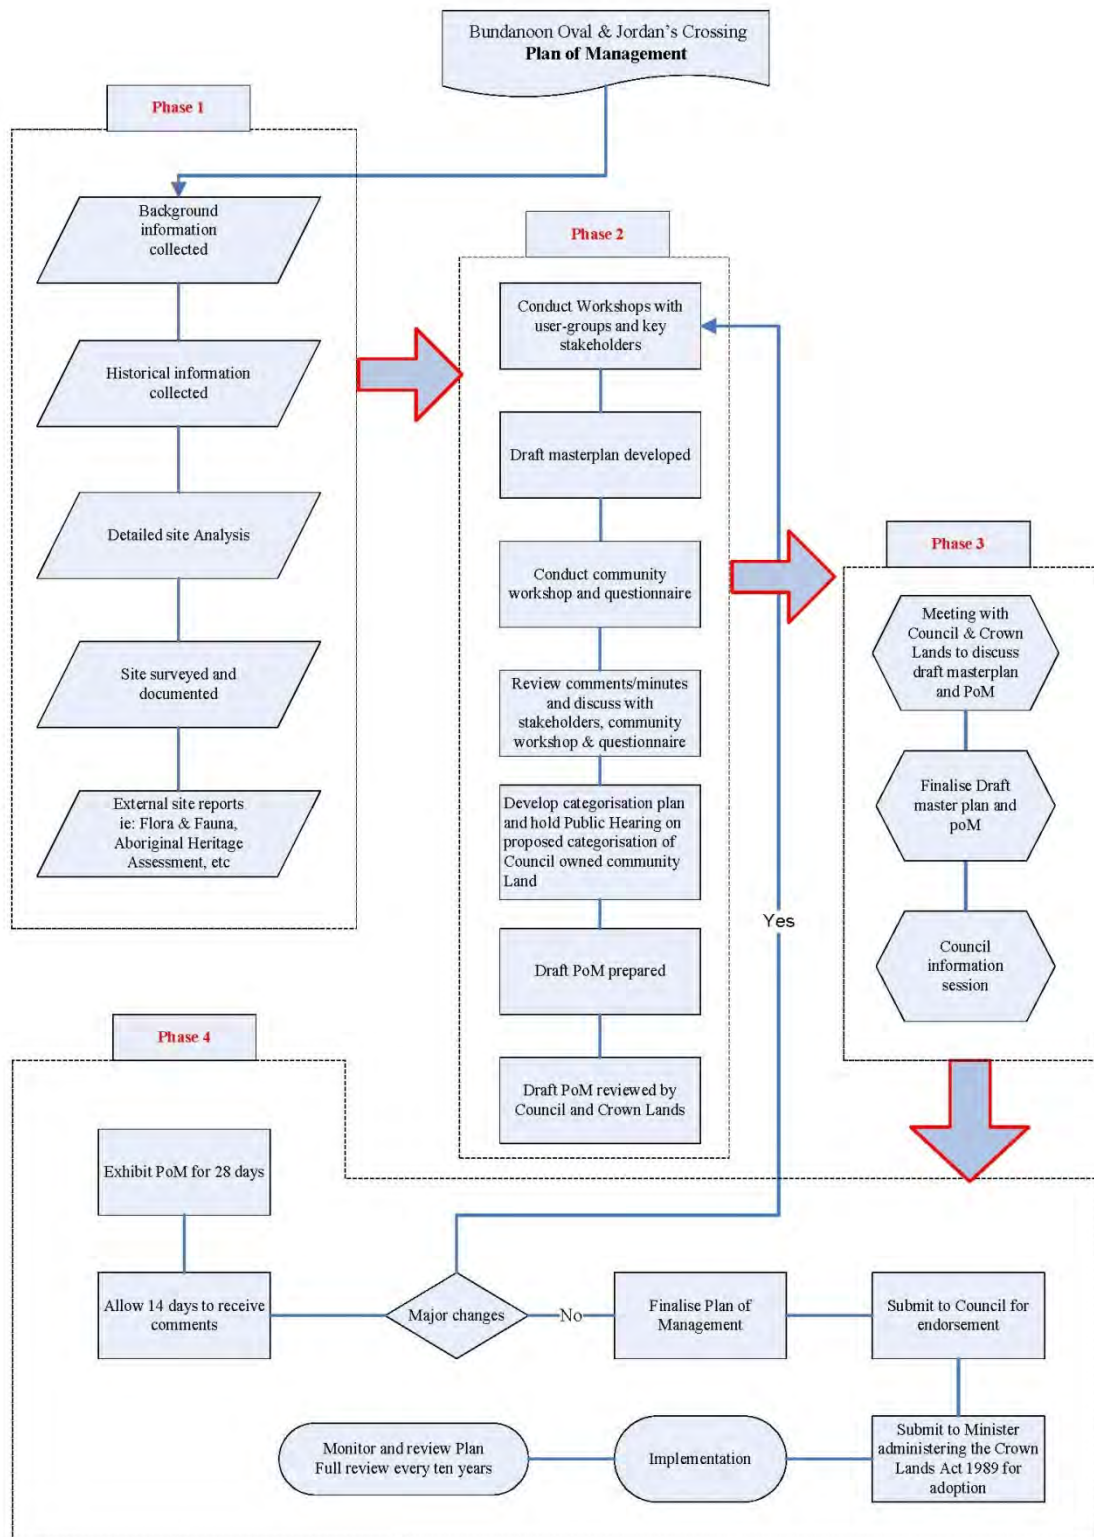 Bundanoon Oval & Jordan's Crossing
Plan of Management
Phase 1
Background
information
collected
Historical information
collected
Detailed site Analysis
Site surveyed and
documented
External site reports
ie: Flora & Fauna,
Aboriginal Heritage
Assessment, etc
Phase 2
Conduct Workshops with
user-groups and key
stakeholders
Draft masterplan developed
Conduct community
workshop and questionnaire
Review comments/minutes
and discuss with
stakeholders, community
workshop & questionnaire
Develop categorisation plan
and hold Public Hearing on
proposed categorisation of
Council owned community
Land
Draft PoM prepared
Draft PoM reviewed by
Council and Crown Lands
Yes
Phase 3
Meeting with
Council & Crown
Lands to discuss
draft masterplan
and PoM
Finalise Draft
master plan and
poM
Council
information
session
Phase 4
Exhibit PoM for 28 days
Allow 14 days to receive
comments
Major changes
No
Finalise Plan of
Management
Submit to Council for
endorsement
Submit to Minister
administering the Crown
Lands Act 1989 for
adoption
Implementation
Monitor and review Plan
Full review every ten years